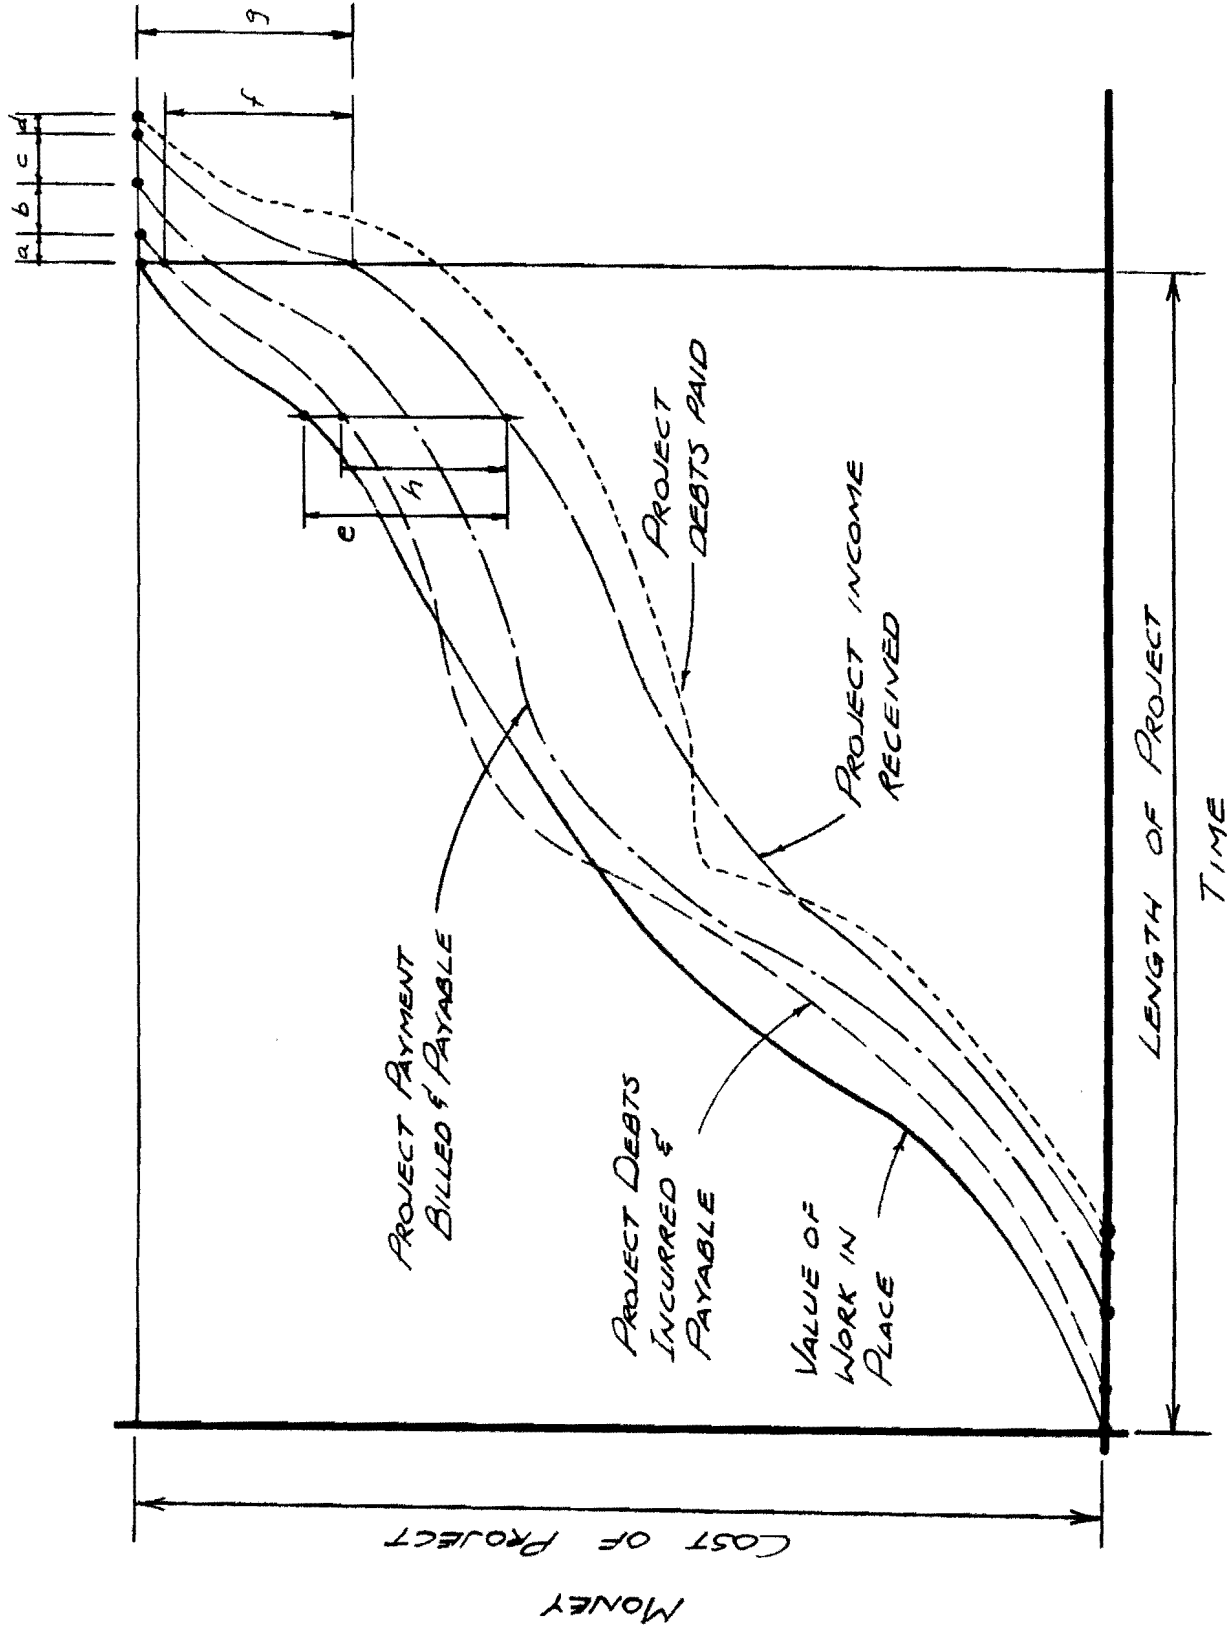 MONEY
COST OF PROJECT
PROJECT PAYMENT
BILLED & PAYABLE
PROJECT DEBTS
INCURRED &
PAYABLE
VALUE OF
WORK IN
PLACE
PROJECT
DEBTS PAID
PROJECT INCOME
RECEIVED
a b c d
e
h
f
g
LENGTH OF PROJECT
TIME